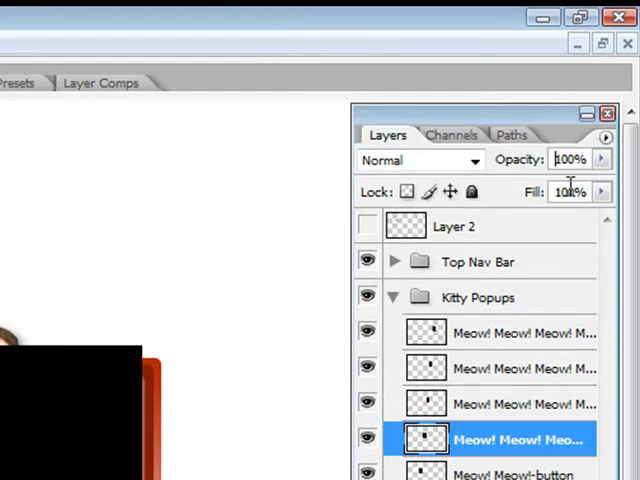 Presets
Layer Comps
Layers
Channels
Paths
Normal
Opacity: 100%
Lock:
Fill: 100%
Layer 2
Top Nav Bar
Kitty Popups
Meow! Meow! Meow! M...
Meow! Meow! Meow! M...
Meow! Meow! Meow! M...
Meow! Meow! Meo...
Meow! Meow!-button